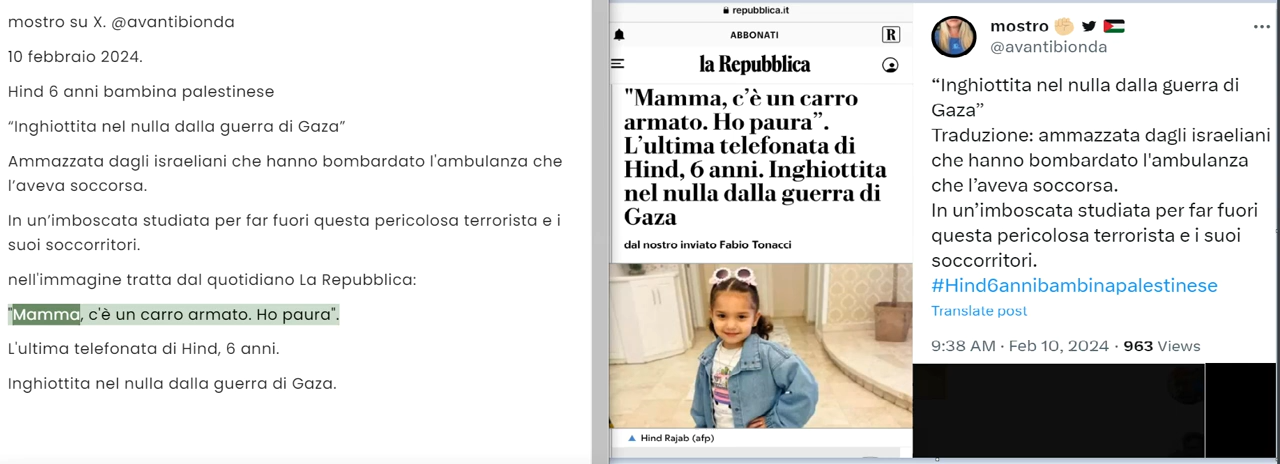 mostro su X. @avantibionda
10 febbraio 2024.
Hind 6 anni bambina palestinese
“Inghiottita nel nulla dalla guerra di Gaza”
Ammazzata dagli israeliani che hanno bombardato l'ambulanza che
l’aveva soccorsa.
In un’imboscata studiata per far fuori questa pericolosa terrorista e i
suoi soccorritori.
nell'immagine tratta dal quotidiano La Repubblica:
"Mamma, c'è un carro armato. Ho paura".
L'ultima telefonata di Hind, 6 anni.
Inghiottita nel nulla dalla guerra di Gaza.
repubblica.it
ABBONATI
R
la Repubblica
"Mamma, c’è un carro
armato. Ho paura”.
L’ultima telefonata di
Hind, 6 anni. Inghiottita
nel nulla dalla guerra di
Gaza
dal nostro inviato Fabio Tonacci
Hind Rajab (afp)
mostro
@avantibionda
“Inghiottita nel nulla dalla guerra di
Gaza”
Traduzione: ammazzata dagli israeliani
che hanno bombardato l'ambulanza
che l’aveva soccorsa.
In un’imboscata studiata per far fuori
questa pericolosa terrorista e i suoi
soccorritori.
#Hind6annibambinapalestinese
Translate post
9:38 AM · Feb 10, 2024 · 963 Views